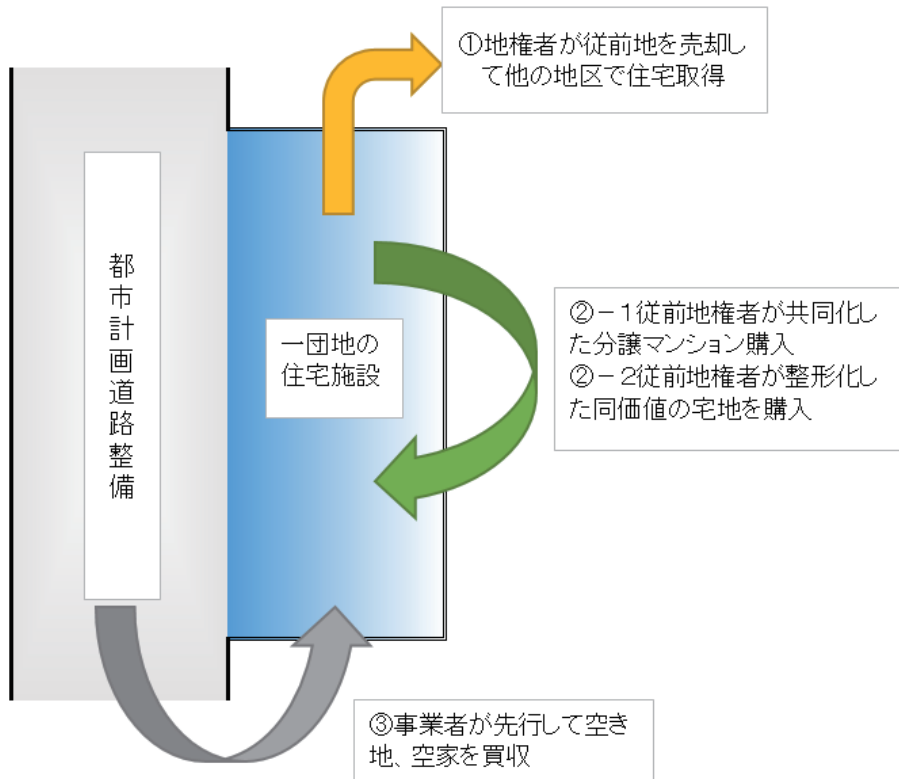 ①地権者が従前地を売却し
て他の地区で住宅取得
都市計画道路整備
一団地の
住宅施設
②－1従前地権者が共同化し
た分譲マンション購入
②－2従前地権者が整形化し
た同価値の宅地を購入
③事業者が先行して空き
地、空家を買収